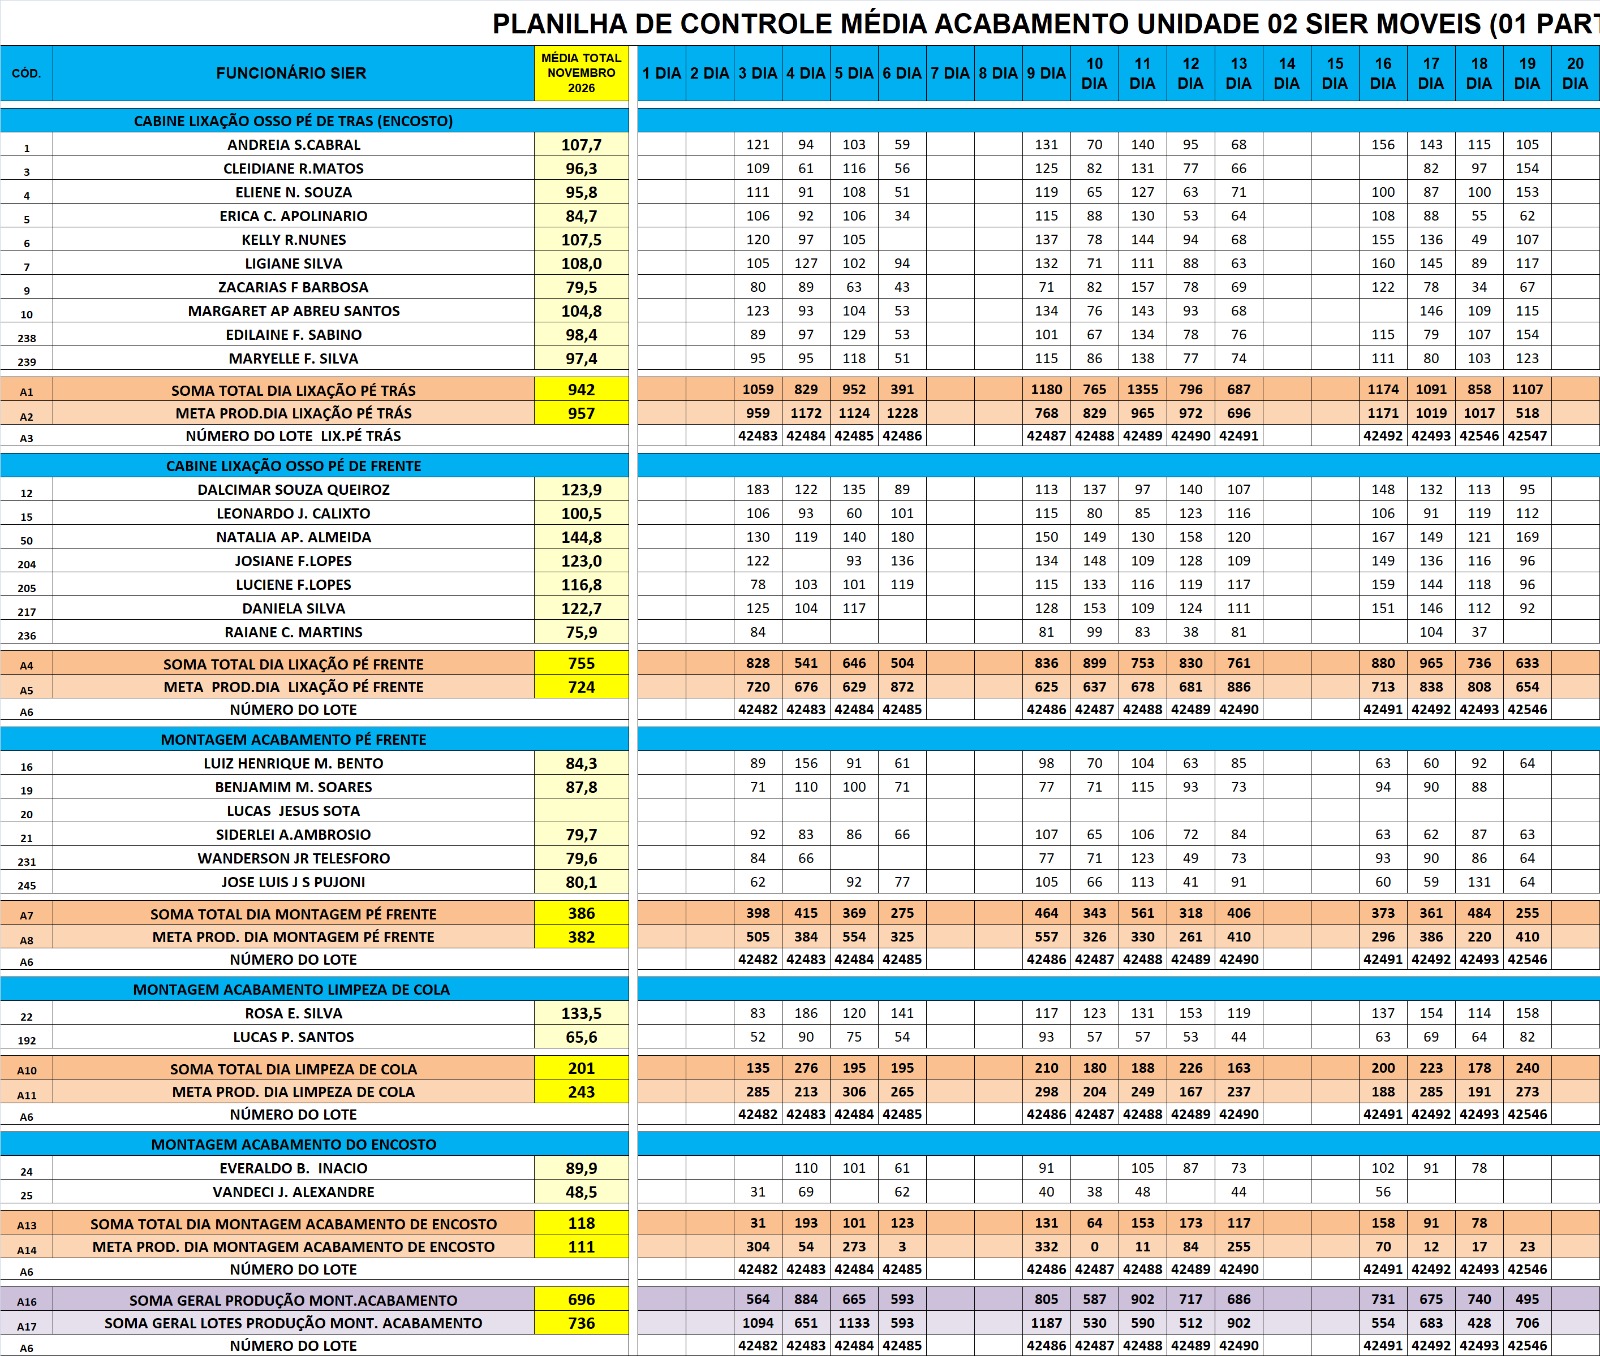 PLANILHA DE CONTROLE MÉDIA ACABAMENTO UNIDADE 02 SIER MOVEIS (01 PART
CÓD. FUNCIONÁRIO SIER MÉDIA TOTAL NOVEMBRO 2026 1 DIA 2 DIA 3 DIA 4 DIA 5 DIA 6 DIA 7 DIA 8 DIA 9 DIA 10 DIA 11 DIA 12 DIA 13 DIA 14 DIA 15 DIA 16 DIA 17 DIA 18 DIA 19 DIA 20 DIA
CABINE LIXAÇÃO OSSO PÉ DE TRAS (ENCOSTO)
1 ANDREIA S.CABRAL 107,7 121 94 103 59 131 70 140 95 68 156 143 115 105
3 CLEIDIANE R.MATOS 96,3 109 61 116 56 125 82 131 77 66 82 97 154
4 ELIENE N. SOUZA 95,8 111 91 108 51 119 65 127 63 71 100 87 100 153
5 ERICA C. APOLINARIO 84,7 106 92 106 34 115 88 130 53 64 108 88 55 62
6 KELLY R.NUNES 107,5 120 97 105 137 78 144 94 68 155 136 49 107
7 LIGIANE SILVA 108,0 105 127 102 94 132 71 111 88 63 160 145 89 117
9 ZACARIAS F BARBOSA 79,5 80 89 63 43 71 82 157 78 69 122 78 34 67
10 MARGARET AP ABREU SANTOS 104,8 123 93 104 53 134 76 143 93 68 146 109 115
238 EDILAINE F. SABINO 98,4 89 97 129 53 101 67 134 78 76 115 79 107 154
239 MARYELLE F. SILVA 97,4 95 95 118 51 115 86 138 77 74 111 80 103 123
A1 SOMA TOTAL DIA LIXAÇÃO PÉ TRÁS 942 1059 829 952 391 1180 765 1355 796 687 1174 1091 858 1107
A2 META PROD.DIA LIXAÇÃO PÉ TRÁS 957 959 1172 1124 1228 768 829 965 972 696 1171 1019 1017 518
A3 NÚMERO DO LOTE LIX.PÉ TRÁS 42483 42484 42485 42486 42487 42488 42489 42490 42491 42492 42493 42546 42547
CABINE LIXAÇÃO OSSO PÉ DE FRENTE
12 DALCIMAR SOUZA QUEIROZ 123,9 183 122 135 89 113 137 97 140 107 148 132 113 95
15 LEONARDO J. CALIXTO 100,5 106 93 60 101 115 80 85 123 116 106 91 119 112
50 NATALIA AP. ALMEIDA 144,8 130 119 140 180 150 149 130 158 120 167 149 121 169
204 JOSIANE F.LOPES 123,0 122 93 136 134 148 109 128 109 149 136 116 96
205 LUCIENE F.LOPES 116,8 78 103 101 119 115 133 116 119 117 159 144 118 96
217 DANIELA SILVA 122,7 125 104 117 128 153 109 124 111 151 146 112 92
236 RAIANE C. MARTINS 75,9 84 81 99 83 38 81 104 37
A4 SOMA TOTAL DIA LIXAÇÃO PÉ FRENTE 755 828 541 646 504 836 899 753 830 761 880 965 736 633
A5 META PROD.DIA LIXAÇÃO PÉ FRENTE 724 720 676 629 872 625 637 678 681 886 713 838 808 654
A6 NÚMERO DO LOTE 42482 42483 42484 42485 42486 42487 42488 42489 42490 42491 42492 42493 42546
MONTAGEM ACABAMENTO PÉ FRENTE
16 LUIZ HENRIQUE M. BENTO 84,3 89 156 91 61 98 70 104 63 85 63 60 92 64
19 BENJAMIM M. SOARES 87,8 71 110 100 71 77 71 115 93 73 94 90 88
20 LUCAS JESUS SOTA
21 SIDERLEI A.AMBROSIO 79,7 92 83 86 66 107 65 106 72 84 63 62 87 63
231 WANDERSON JR TELESFORO 79,6 84 66 77 71 123 49 73 93 90 86 64
245 JOSE LUIS J S PUJONI 80,1 62 92 77 105 66 113 41 91 60 59 131 64
A7 SOMA TOTAL DIA MONTAGEM PÉ FRENTE 386 398 415 369 275 464 343 561 318 406 373 361 484 255
A8 META PROD. DIA MONTAGEM PÉ FRENTE 382 505 384 554 325 557 326 330 261 410 296 386 220 410
A6 NÚMERO DO LOTE 42482 42483 42484 42485 42486 42487 42488 42489 42490 42491 42492 42493 42546
MONTAGEM ACABAMENTO LIMPEZA DE COLA
22 ROSA E. SILVA 133,5 83 186 120 141 117 123 131 153 119 137 154 114 158
192 LUCAS P. SANTOS 65,6 52 90 75 54 93 57 57 53 44 63 69 64 82
A10 SOMA TOTAL DIA LIMPEZA DE COLA 201 135 276 195 195 210 180 188 226 163 200 223 178 240
A11 META PROD. DIA LIMPEZA DE COLA 243 285 213 306 265 298 204 249 167 237 188 285 191 273
A6 NÚMERO DO LOTE 42482 42483 42484 42485 42486 42487 42488 42489 42490 42491 42492 42493 42546
MONTAGEM ACABAMENTO DO ENCOSTO
24 EVERALDO B. INACIO 89,9 110 101 61 91 105 87 73 102 91 78
25 VANDECI J. ALEXANDRE 48,5 31 69 62 40 38 48 44 56
A13 SOMA TOTAL DIA MONTAGEM ACABAMENTO DE ENCOSTO 118 31 193 101 123 131 64 153 173 117 158 91 78
A14 META PROD. DIA MONTAGEM ACABAMENTO DE ENCOSTO 111 304 54 273 3 332 0 11 84 255 70 12 17 23
A6 NÚMERO DO LOTE 42482 42483 42484 42485 42486 42487 42488 42489 42490 42491 42492 42493 42546
A16 SOMA GERAL PRODUÇÃO MONT.ACABAMENTO 696 564 884 665 593 805 587 902 717 686 731 675 740 495
A17 SOMA GERAL LOTES PRODUÇÃO MONT. ACABAMENTO 736 1094 651 1133 593 1187 530 590 512 902 554 683 428 706
A6 NÚMERO DO LOTE 42482 42483 42484 42485 42486 42487 42488 42489 42490 42491 42492 42493 42546